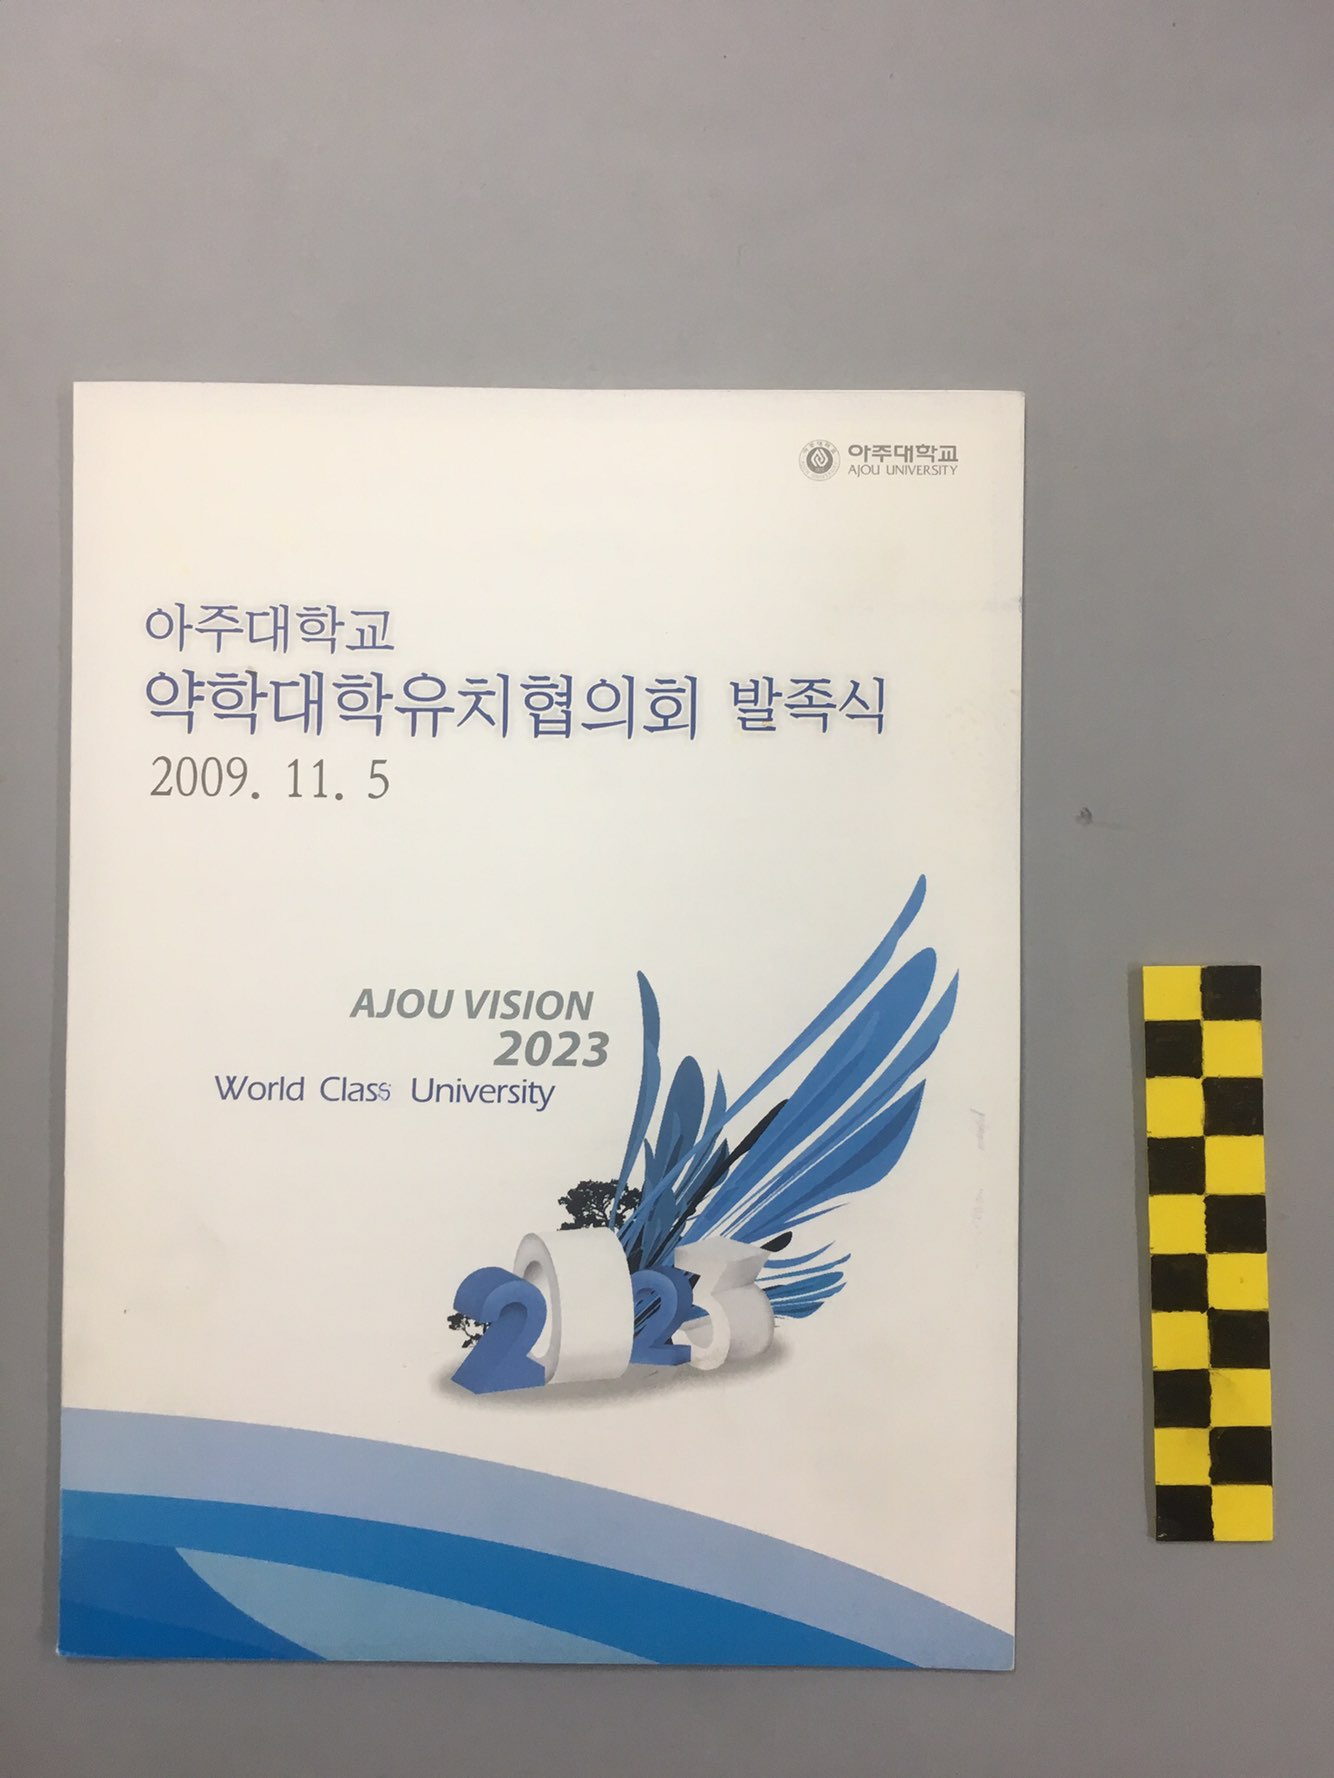 아주대학교
AJOU UNIVERSITY
아주대학교
약학대학유치협의회 발족식
2009. 11. 5
AJOU VISION
2023
World Class University
2023